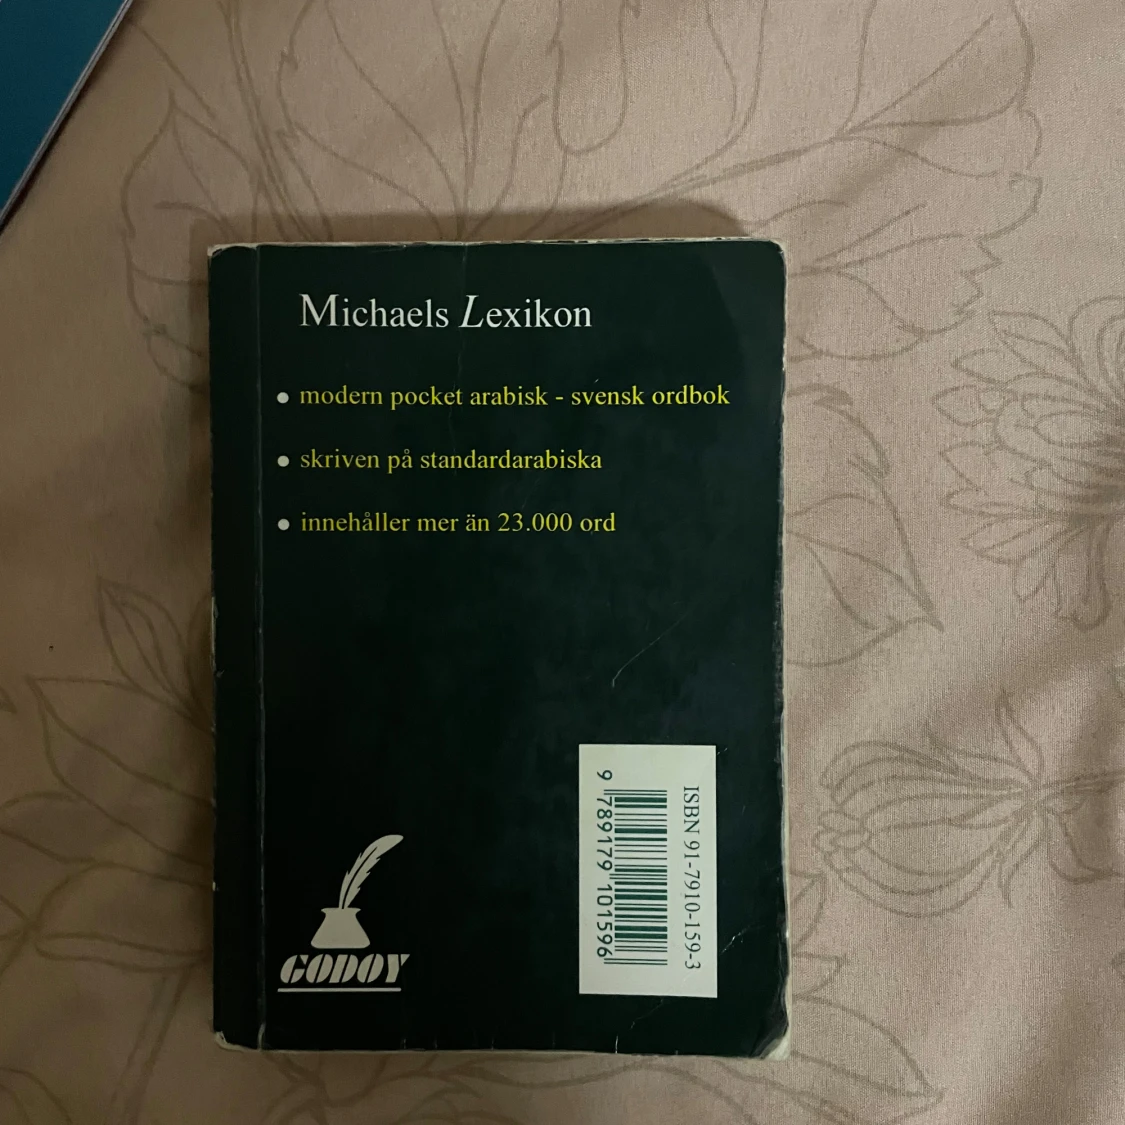 Michaels Lexikon
• modern pocket arabisk - svensk ordbok
• skriven på standardarabiska
• innehåller mer än 23.000 ord
ISBN 91-7910-159-3
9 789179 101596
GODOY